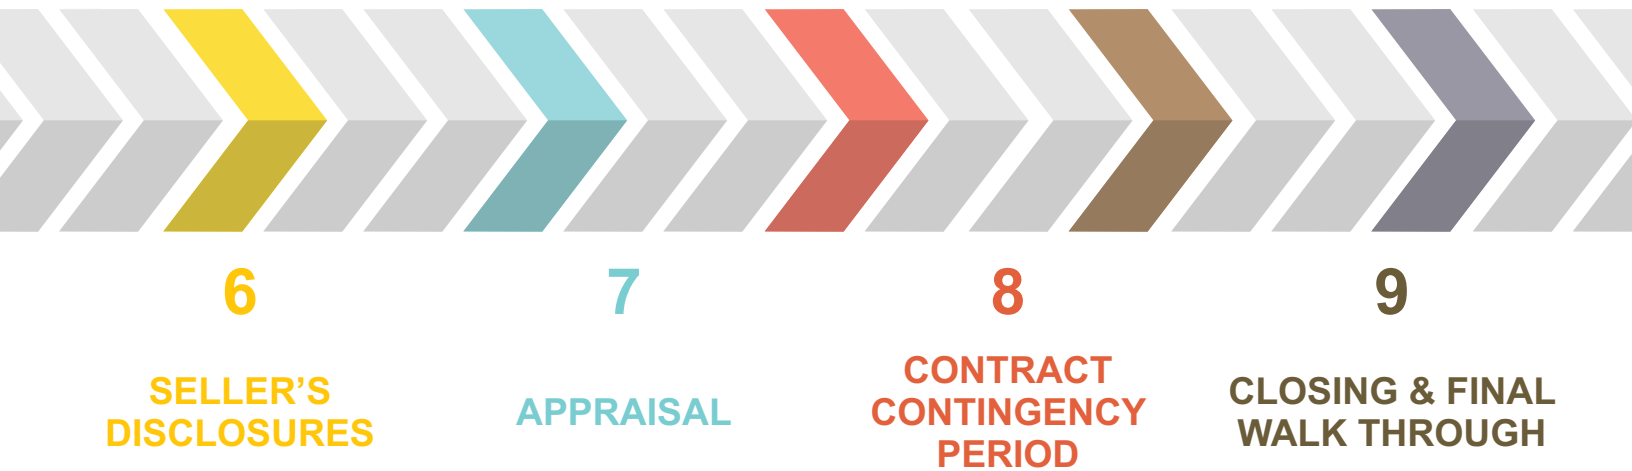 6
SELLER’S
DISCLOSURES
7
APPRAISAL
8
CONTRACT
CONTINGENCY
PERIOD
9
CLOSING & FINAL
WALK THROUGH